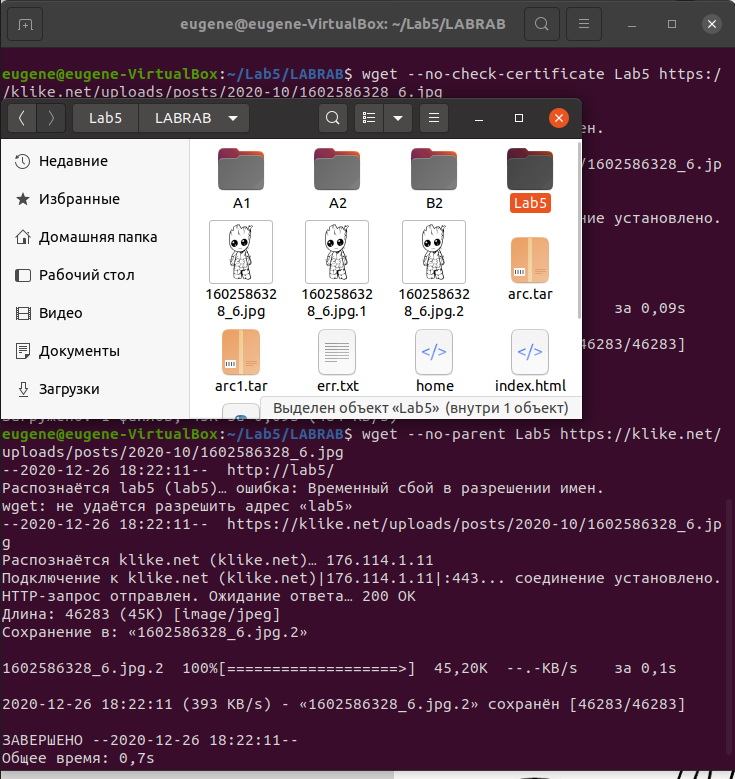 eugene@eugene-VirtualBox: ~/Lab5/LABRAB
eugene@eugene-VirtualBox:~/Lab5/LABRAB$ wget --no-check-certificate Lab5 https:/
/klike.net/uploads/posts/2020-10/1602586328_6.jpg
Lab5 LABRAB
ен.
Недавние
Избранные
Домашняя папка
Рабочий стол
Видео
Документы
Загрузки
A1 A2 B2 Lab5
160258632
8_6.jpg
160258632
8_6.jpg.1
160258632
8_6.jpg.2
arc.tar
arc1.tar err.txt home index.html
Выделен объект «Lab5» (внутри 1 объект)
/1602586328_6.jp
ние установлено.
за 0,09s
46283/46283]
eugene@eugene-VirtualBox:~/Lab5/LABRAB$ wget --no-parent Lab5 https://klike.net/
uploads/posts/2020-10/1602586328_6.jpg
--2020-12-26 18:22:11-- http://lab5/
Распознаётся lab5 (lab5)… ошибка: Временный сбой в разрешении имен.
wget: не удаётся разрешить адрес «lab5»
--2020-12-26 18:22:11-- https://klike.net/uploads/posts/2020-10/1602586328_6.jp
g
Распознаётся klike.net (klike.net)… 176.114.1.11
Подключение к klike.net (klike.net)|176.114.1.11|:443... соединение установлено.
HTTP-запрос отправлен. Ожидание ответа… 200 OK
Длина: 46283 (45K) [image/jpeg]
Сохранение в: «1602586328_6.jpg.2»
1602586328_6.jpg.2 100%[===================>] 45,20K --.-KB/s за 0,1s
2020-12-26 18:22:11 (393 KB/s) - «1602586328_6.jpg.2» сохранён [46283/46283]
ЗАВЕРШЕНО --2020-12-26 18:22:11--
Общее время: 0,7s